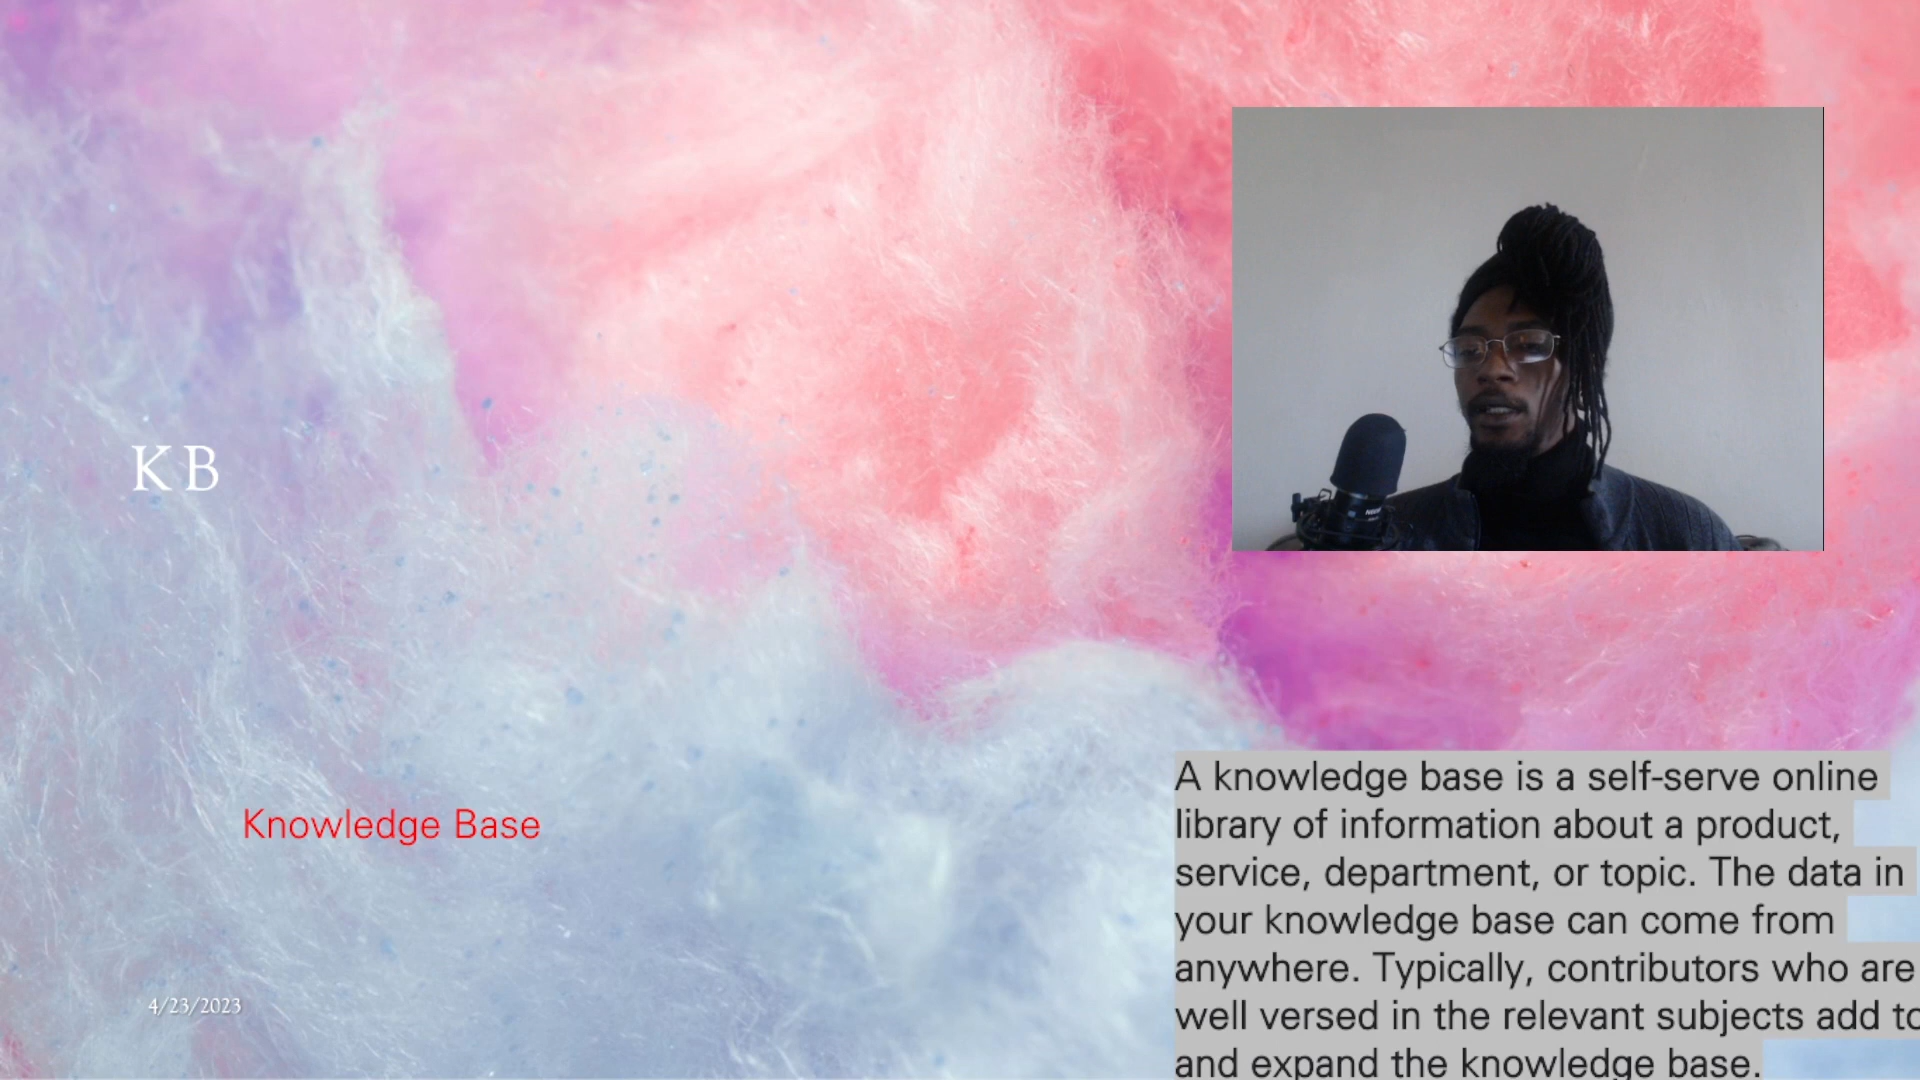 KB
Knowledge Base
A knowledge base is a self-serve online
library of information about a product,
service, department, or topic. The data in
your knowledge base can come from
anywhere. Typically, contributors who are
well versed in the relevant subjects add to
and expand the knowledge base.
4/23/2023